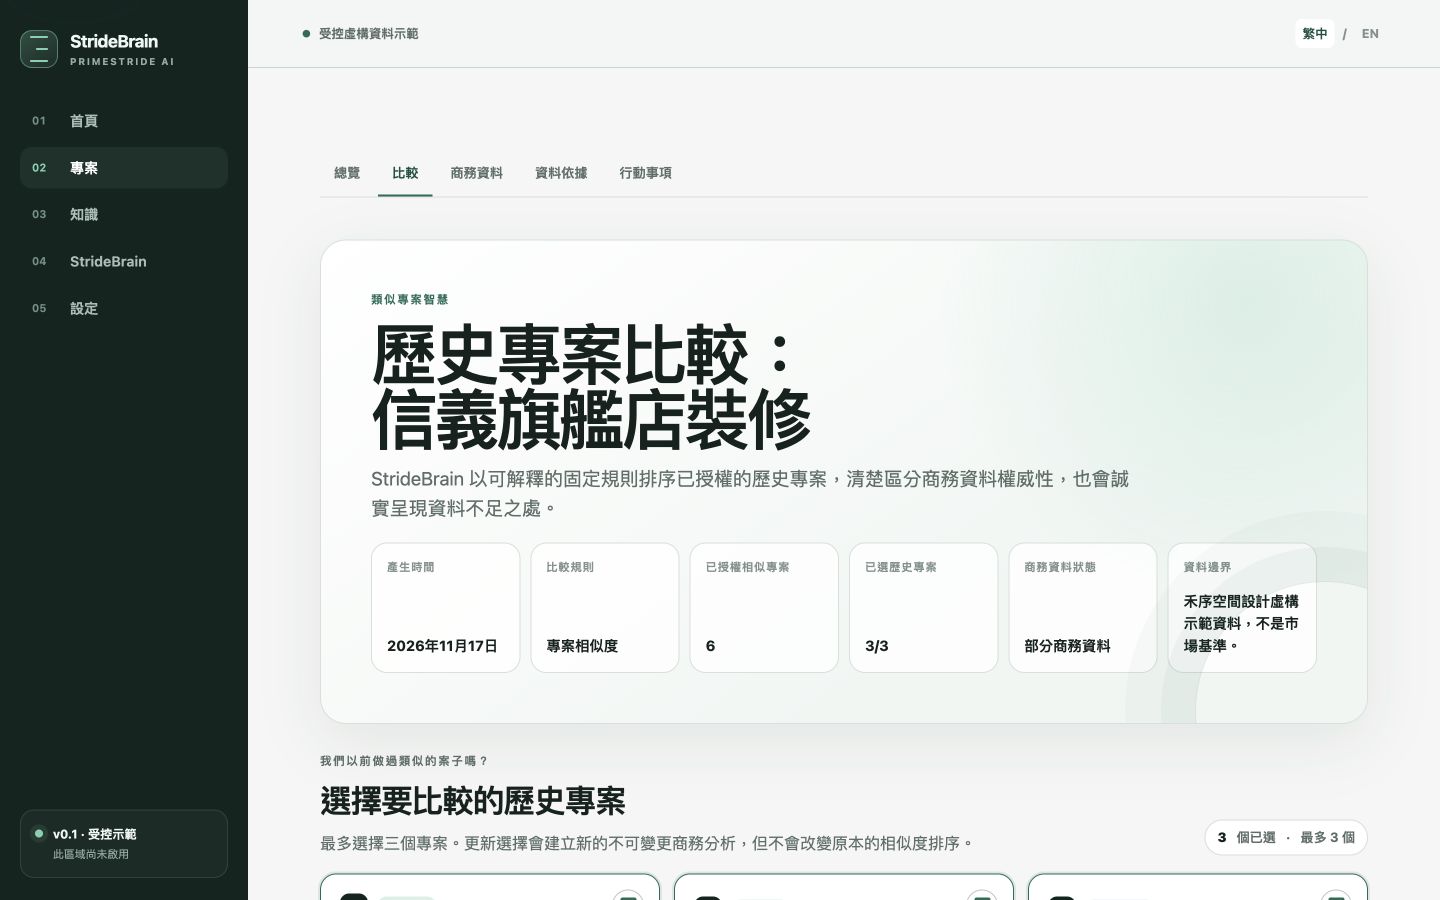 StrideBrain
PRIMESTRIDE AI
01 首頁
02 專案
03 知識
04 StrideBrain
05 設定
v0.1 · 受控示範
此區域尚未啟用
受控虛構資料示範
繁中 / EN
總覽 比較 商務資料 資料依據 行動事項
類似專案智慧
歷史專案比較：
信義旗艦店裝修
StrideBrain 以可解釋的固定規則排序已授權的歷史專案，清楚區分商務資料權威性，也會誠
實呈現資料不足之處。
產生時間
2026年11月17日
比較規則
專案相似度
已授權相似專案
6
已選歷史專案
3/3
商務資料狀態
部分商務資料
資料邊界
禾序空間設計虛構
示範資料，不是市
場基準。
我們以前做過類似的案子嗎？
選擇要比較的歷史專案
最多選擇三個專案。更新選擇會建立新的不可變更商務分析，但不會改變原本的相似度排序。
3 個已選 · 最多 3 個